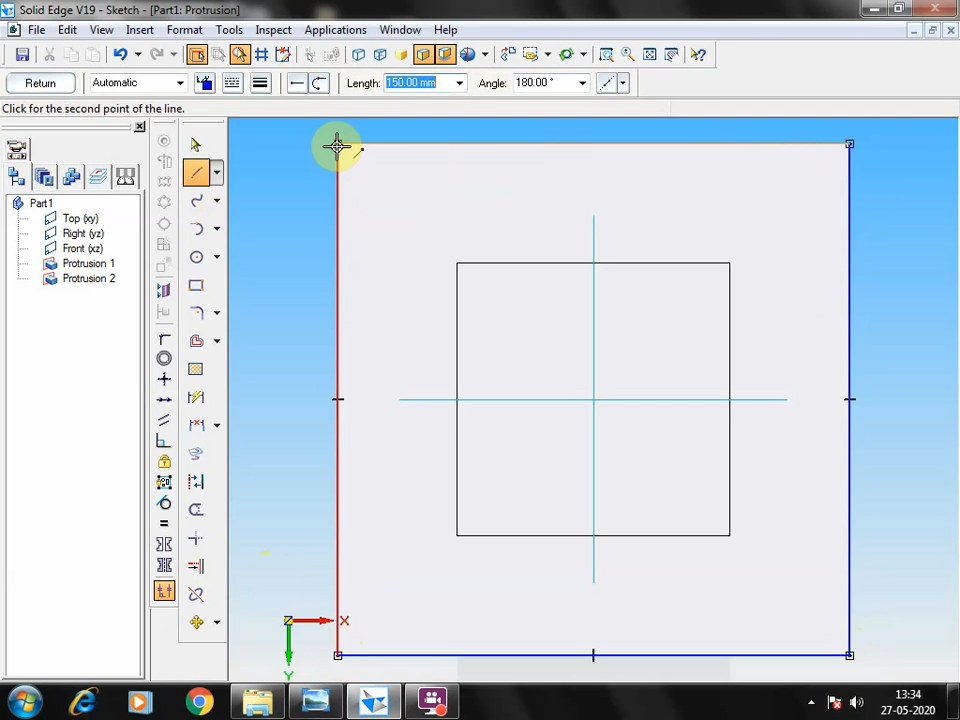 Solid Edge V19 - Sketch - [Part1: Protrusion]
File Edit View Insert Format Tools Inspect Applications Window Help
Return Automatic Length: 150.00 mm Angle: 180.00 °
Click for the second point of the line.
Part1
Top (xy)
Right (yz)
Front (xz)
Protrusion 1
Protrusion 2
X
Y
13:34
27-05-2020